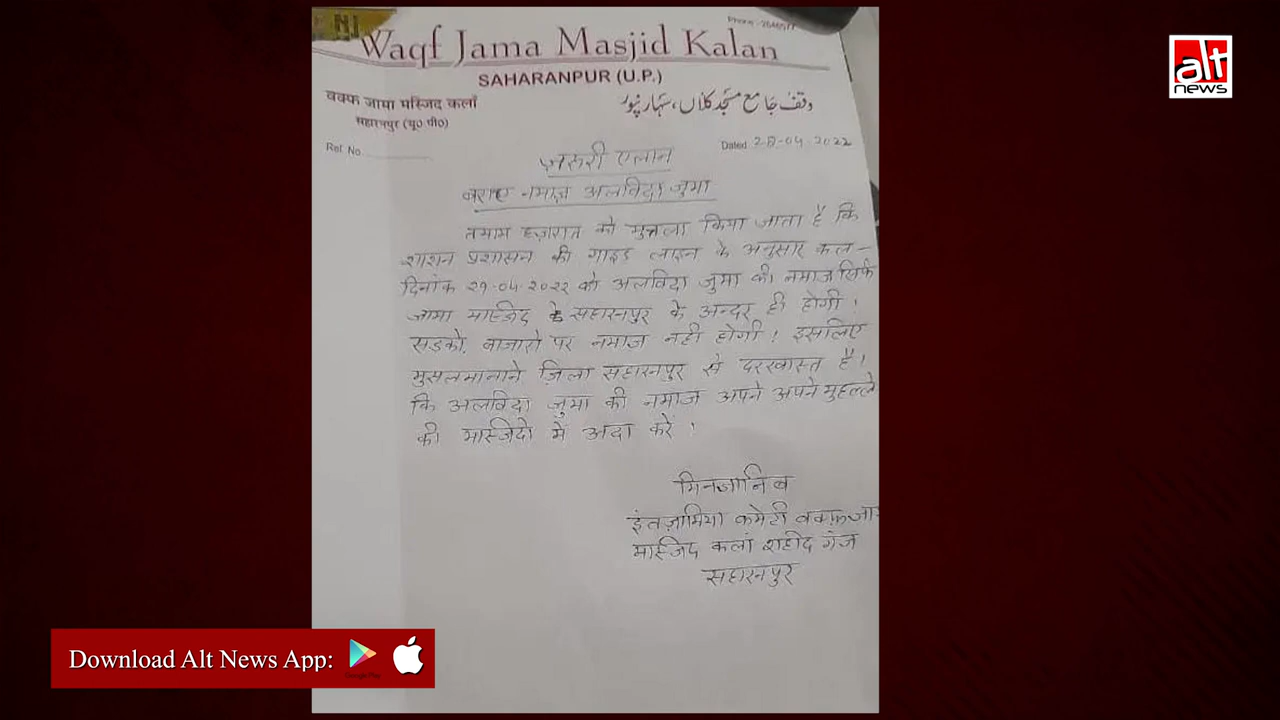 NI
Waqf Jama Masjid Kalan
SAHARANPUR (U.P.)
वक्फ जामा मस्जिद कलाँ
सहारनपुर (यू० पी०)
وقف جامع مسجد کلاں، سہارنپور
Ref. No.
Dated 28-04-2022
ज़रूरी एलान
बराए नमाज़ अलविदा जुमा
तमाम हज़रात को मुत्तला किया जाता है कि
शासन प्रशासन की गाइड लाइन के अनुसार कल -
दिनांक 29-04-2022 को अलविदा जुमा की नमाज सिर्फ
जामा मस्जिद के सहारनपुर के अन्दर ही होगी।
सड़को, बाजारो पर नमाज नही होगी! इसलिए
मुसलमानाने ज़िला सहारनपुर से दरखास्त है।
कि अलविदा जुमा की नमाज अपने अपने मुहल्ले
की मस्जिदो में अदा करें।
मिनजानिब
इंतज़ामिया कमेटी वक्फ़ जा
मस्जिद कलां शहीद गंज
सहारनपुर
alt
news
Download Alt News App:
Google Play